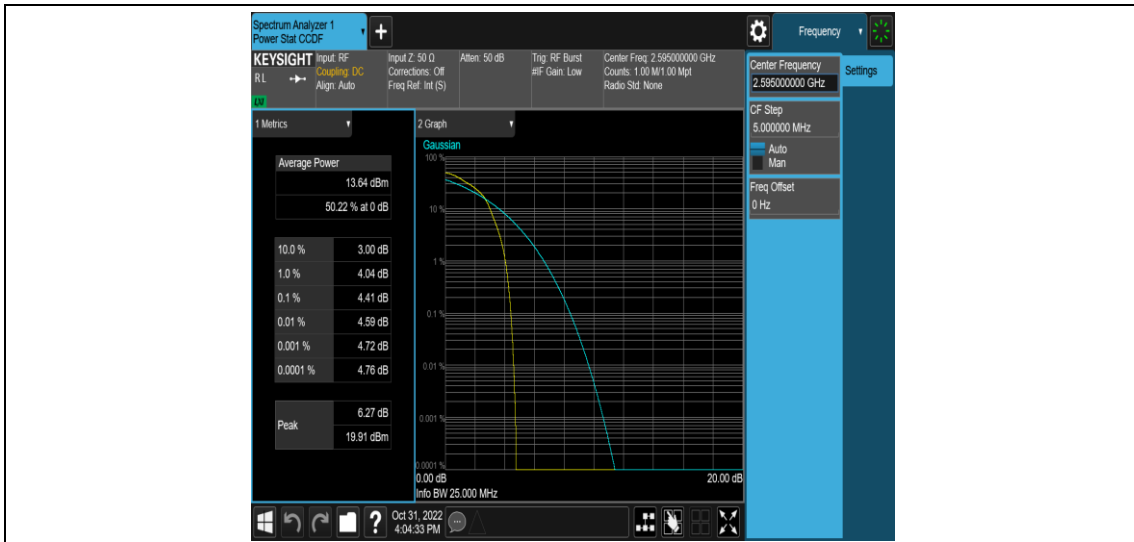 Spectrum Analyzer 1
Power Stat CCDF
Frequency
KEYSIGHT
RL
LXI
Input: RF
Coupling: DC
Align: Auto
Input Z: 50 Ω
Corrections: Off
Freq Ref: Int (S)
Atten: 50 dB
Trig: RF Burst
#IF Gain: Low
Center Freq: 2.595000000 GHz
Counts: 1.00 M/1.00 Mpt
Radio Std: None
Center Frequency
2.595000000 GHz
Settings
CF Step
5.000000 MHz
Auto
Man
Freq Offset
0 Hz
1 Metrics
Average Power
13.64 dBm
50.22 % at 0 dB
10.0 % 3.00 dB
1.0 % 4.04 dB
0.1 % 4.41 dB
0.01 % 4.59 dB
0.001 % 4.72 dB
0.0001 % 4.76 dB
Peak
6.27 dB
19.91 dBm
2 Graph
Gaussian
100 %
10 %
1 %
0.1 %
0.01 %
0.001 %
0.0001 %
0.00 dB 20.00 dB
Info BW 25.000 MHz
?
Oct 31, 2022
4:04:33 PM